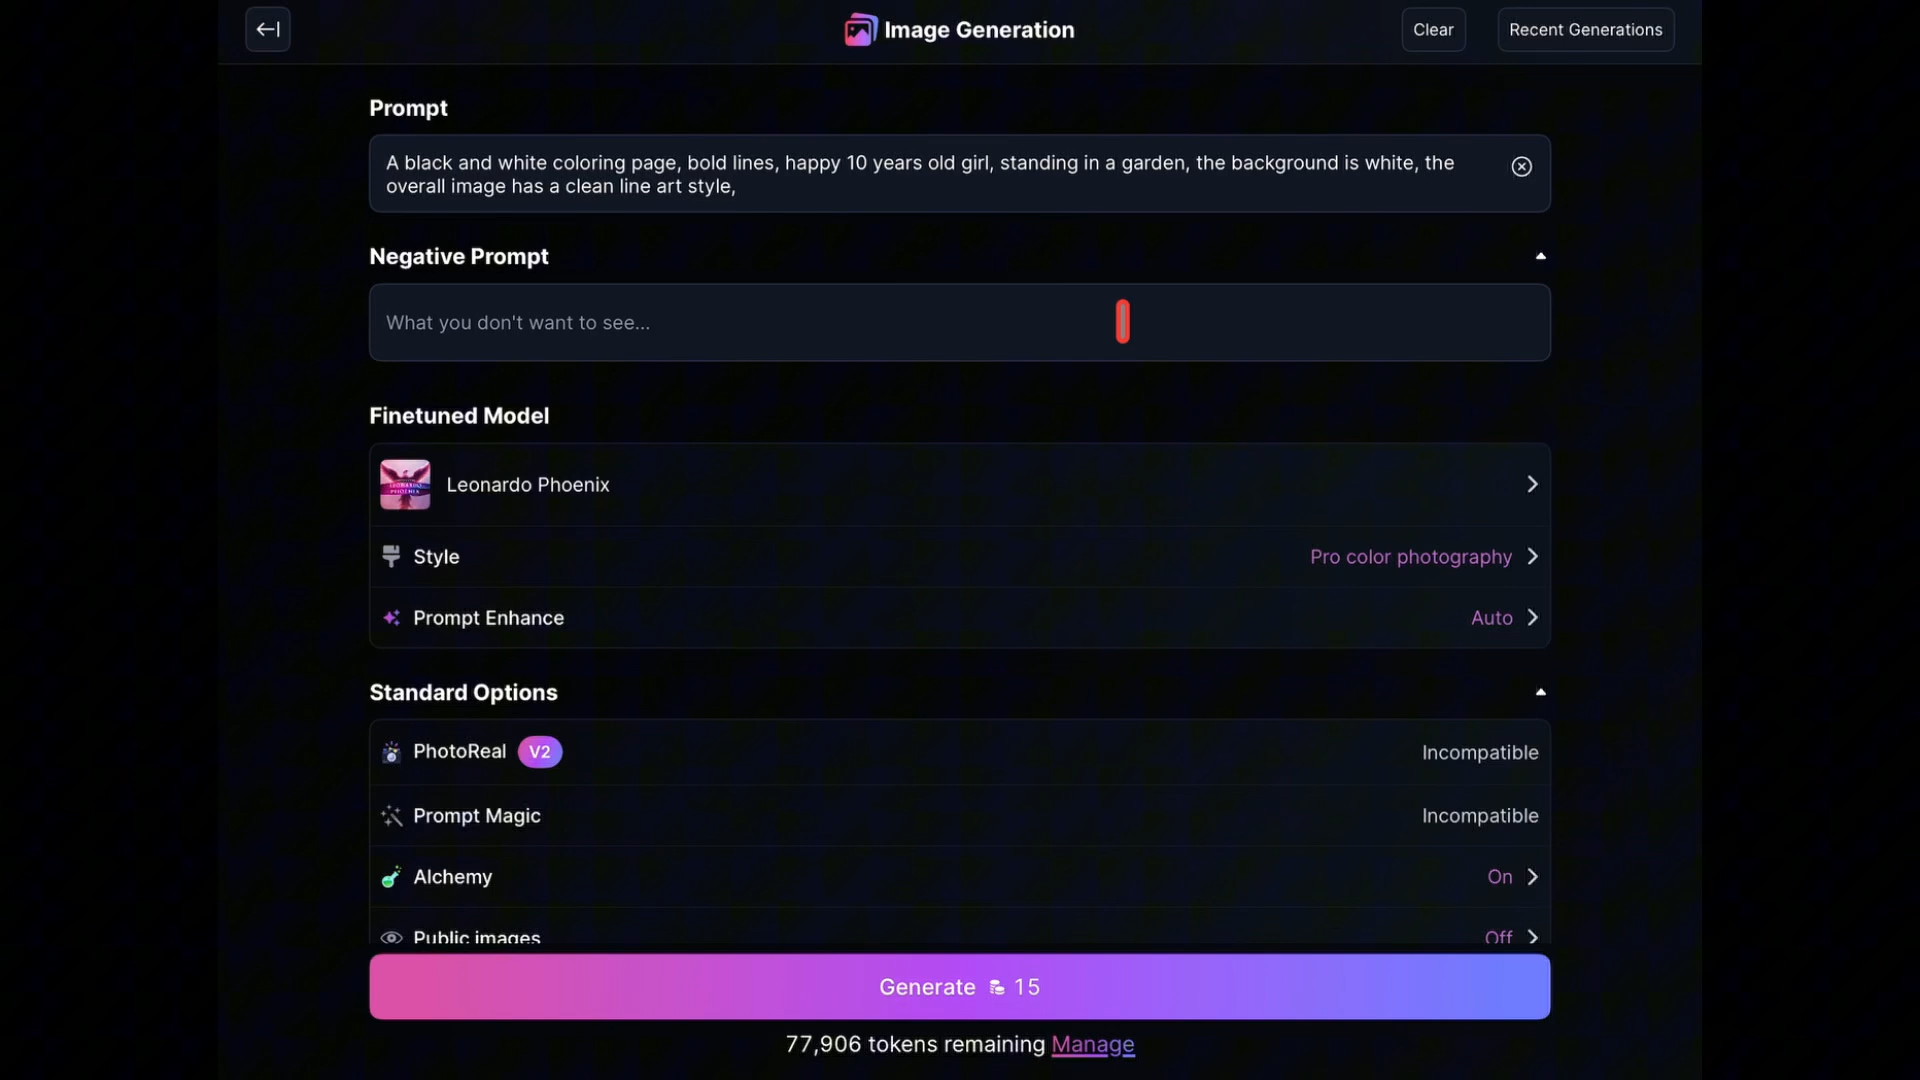 Image Generation
Clear
Recent Generations
Prompt
A black and white coloring page, bold lines, happy 10 years old girl, standing in a garden, the background is white, the
overall image has a clean line art style,
Negative Prompt
What you don't want to see...
Finetuned Model
Leonardo Phoenix
Style
Pro color photography
Prompt Enhance
Auto
Standard Options
PhotoReal V2
Incompatible
Prompt Magic
Incompatible
Alchemy
On
Public images
Off
Generate 15
77,906 tokens remaining Manage